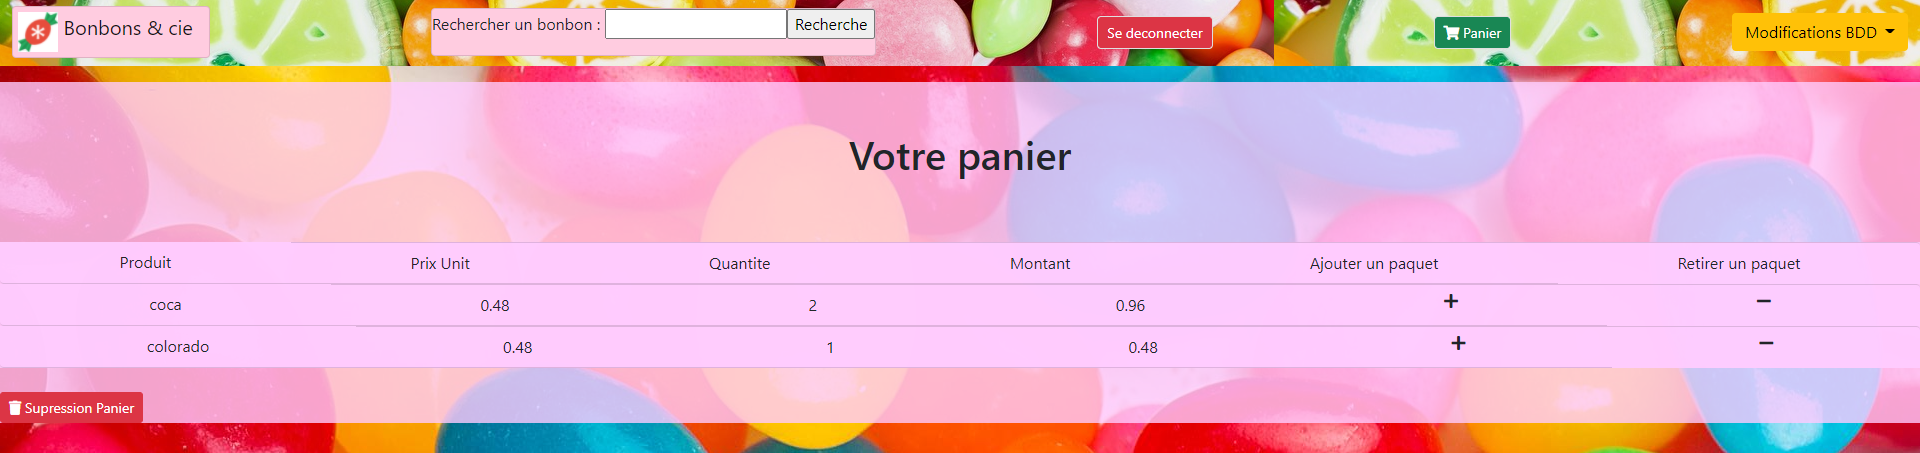 Bonbons & cie
Rechercher un bonbon : Recherche
Se deconnecter
Panier
Modifications BDD
Votre panier
Produit Prix Unit Quantite Montant Ajouter un paquet Retirer un paquet
coca 0.48 2 0.96 + −
colorado 0.48 1 0.48 + −
Supression Panier